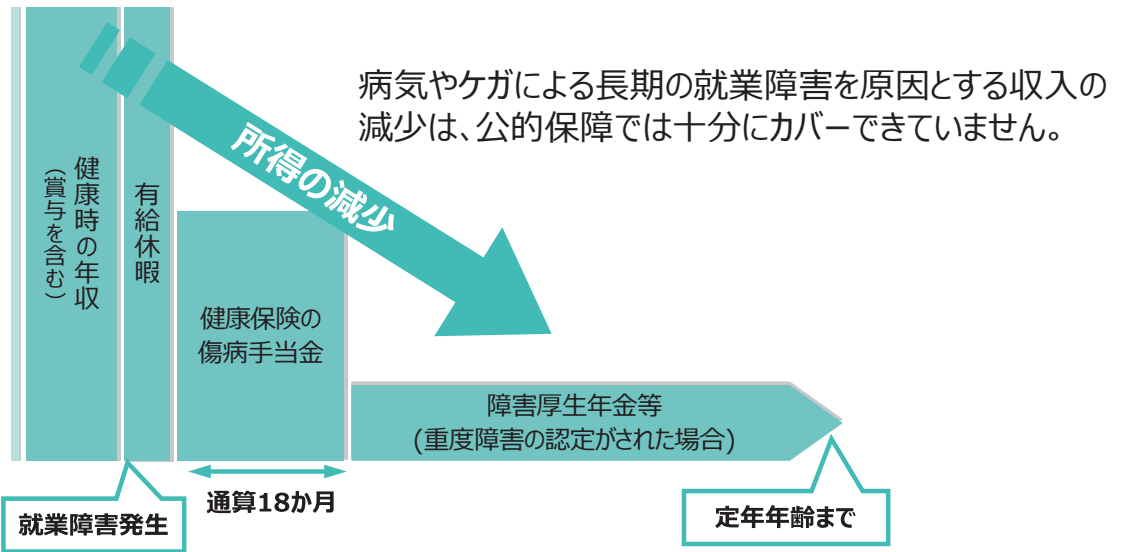 病気やケガによる長期の就業障害を原因とする収入の
減少は、公的保障では十分にカバーできていません。
所得の減少
健康時の年収
（賞与を含む）
有給休暇
健康保険の
傷病手当金
障害厚生年金等
(重度障害の認定がされた場合)
通算18か月
就業障害発生
定年年齢まで